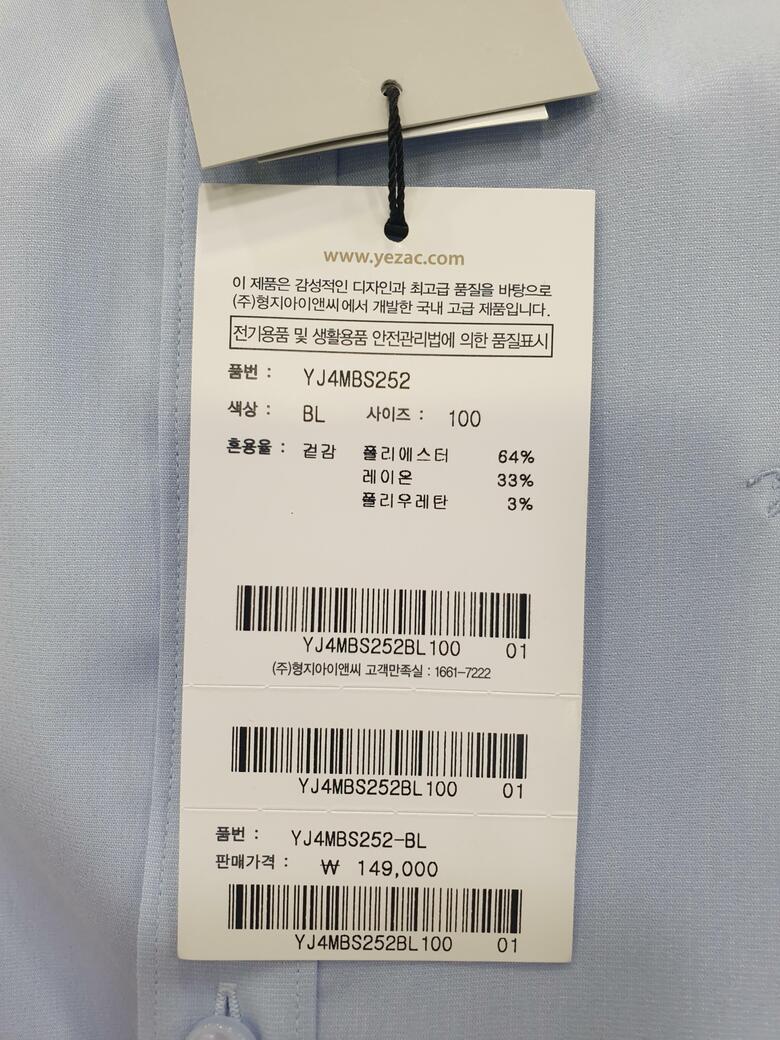 www.yezac.com
이 제품은 감성적인 디자인과 최고급 품질을 바탕으로
(주)형지아이앤씨에서 개발한 국내 고급 제품입니다.
전기용품 및 생활용품 안전관리법에 의한 품질표시
품번 : YJ4MBS252
색상 : BL 사이즈 : 100
혼용율 : 겉감 폴리에스터 64%
레이온 33%
폴리우레탄 3%
YJ4MBS252BL100 01
(주)형지아이앤씨 고객만족실 : 1661-7222
YJ4MBS252BL100 01
품번 : YJ4MBS252-BL
판매가격 : ₩ 149,000
YJ4MBS252BL100 01